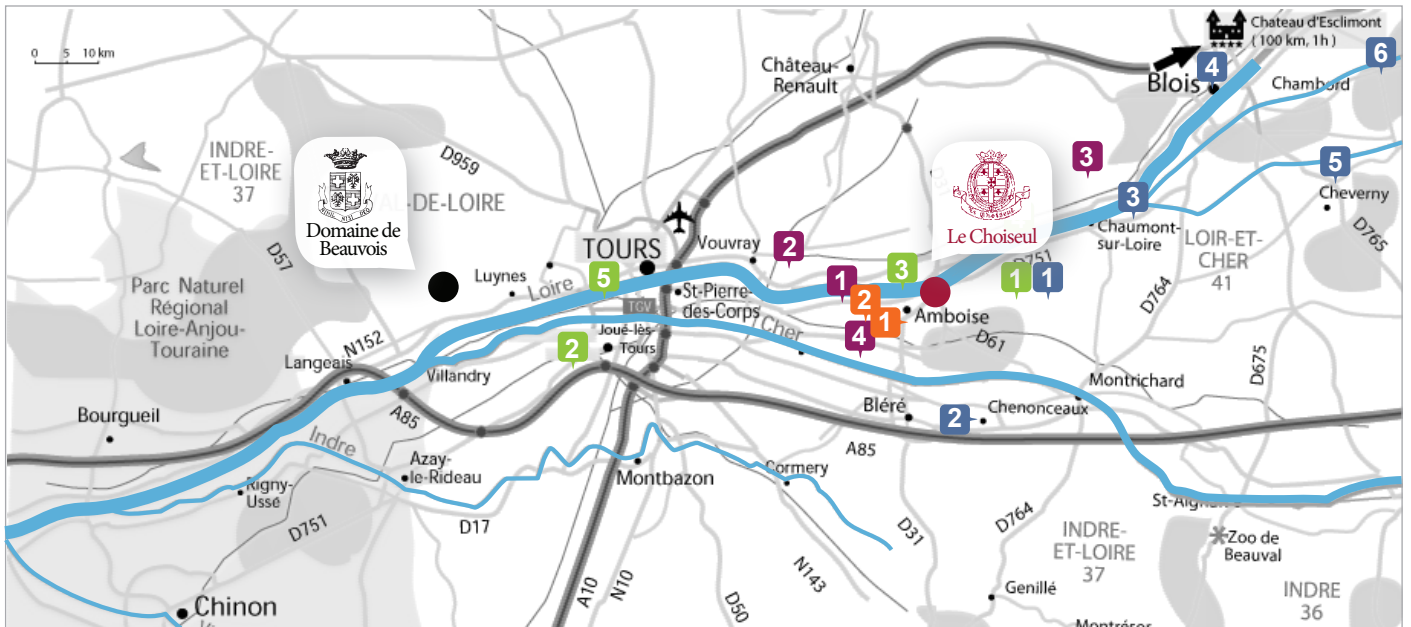 0 5 10 km
Chateau d'Esclimont
( 100 km, 1h )
6
4
Blois
Chambord
Château-
Renault
INDRE-
ET-LOIRE
37
D959
AL-DE-LOIRE
Domaine de
Beauvois
Le Choiseul
3
5
Cheverny
3
Chaumont-
sur-Loire
D765
LOIR-ET-
CHER
41
D57
TOURS
Vouvray
2
Luynes
Loire
5
1
3
D751
1
1
2
Amboise
1
4
D61
D764
TGV
St-Pierre-
des-Corps
Cher
Parc Naturel
Régional
Loire-Anjou-
Touraine
N152
2
Joué-lès-
Tours
Langeais
Villandry
D675
Montrichard
Bourgueil
A85
Bléré
2
Chenonceaux
A85
Indre
Azay-
le-Rideau
Montbazon
Cormery
Rigny-
Ussé
D751
D17
St-Aignan
D31
D764
INDRE-
ET-LOIRE
37
Zoo de
Beauval
Chinon
A10
N10
D50
N143
Genillé
INDRE
36
Montrésor